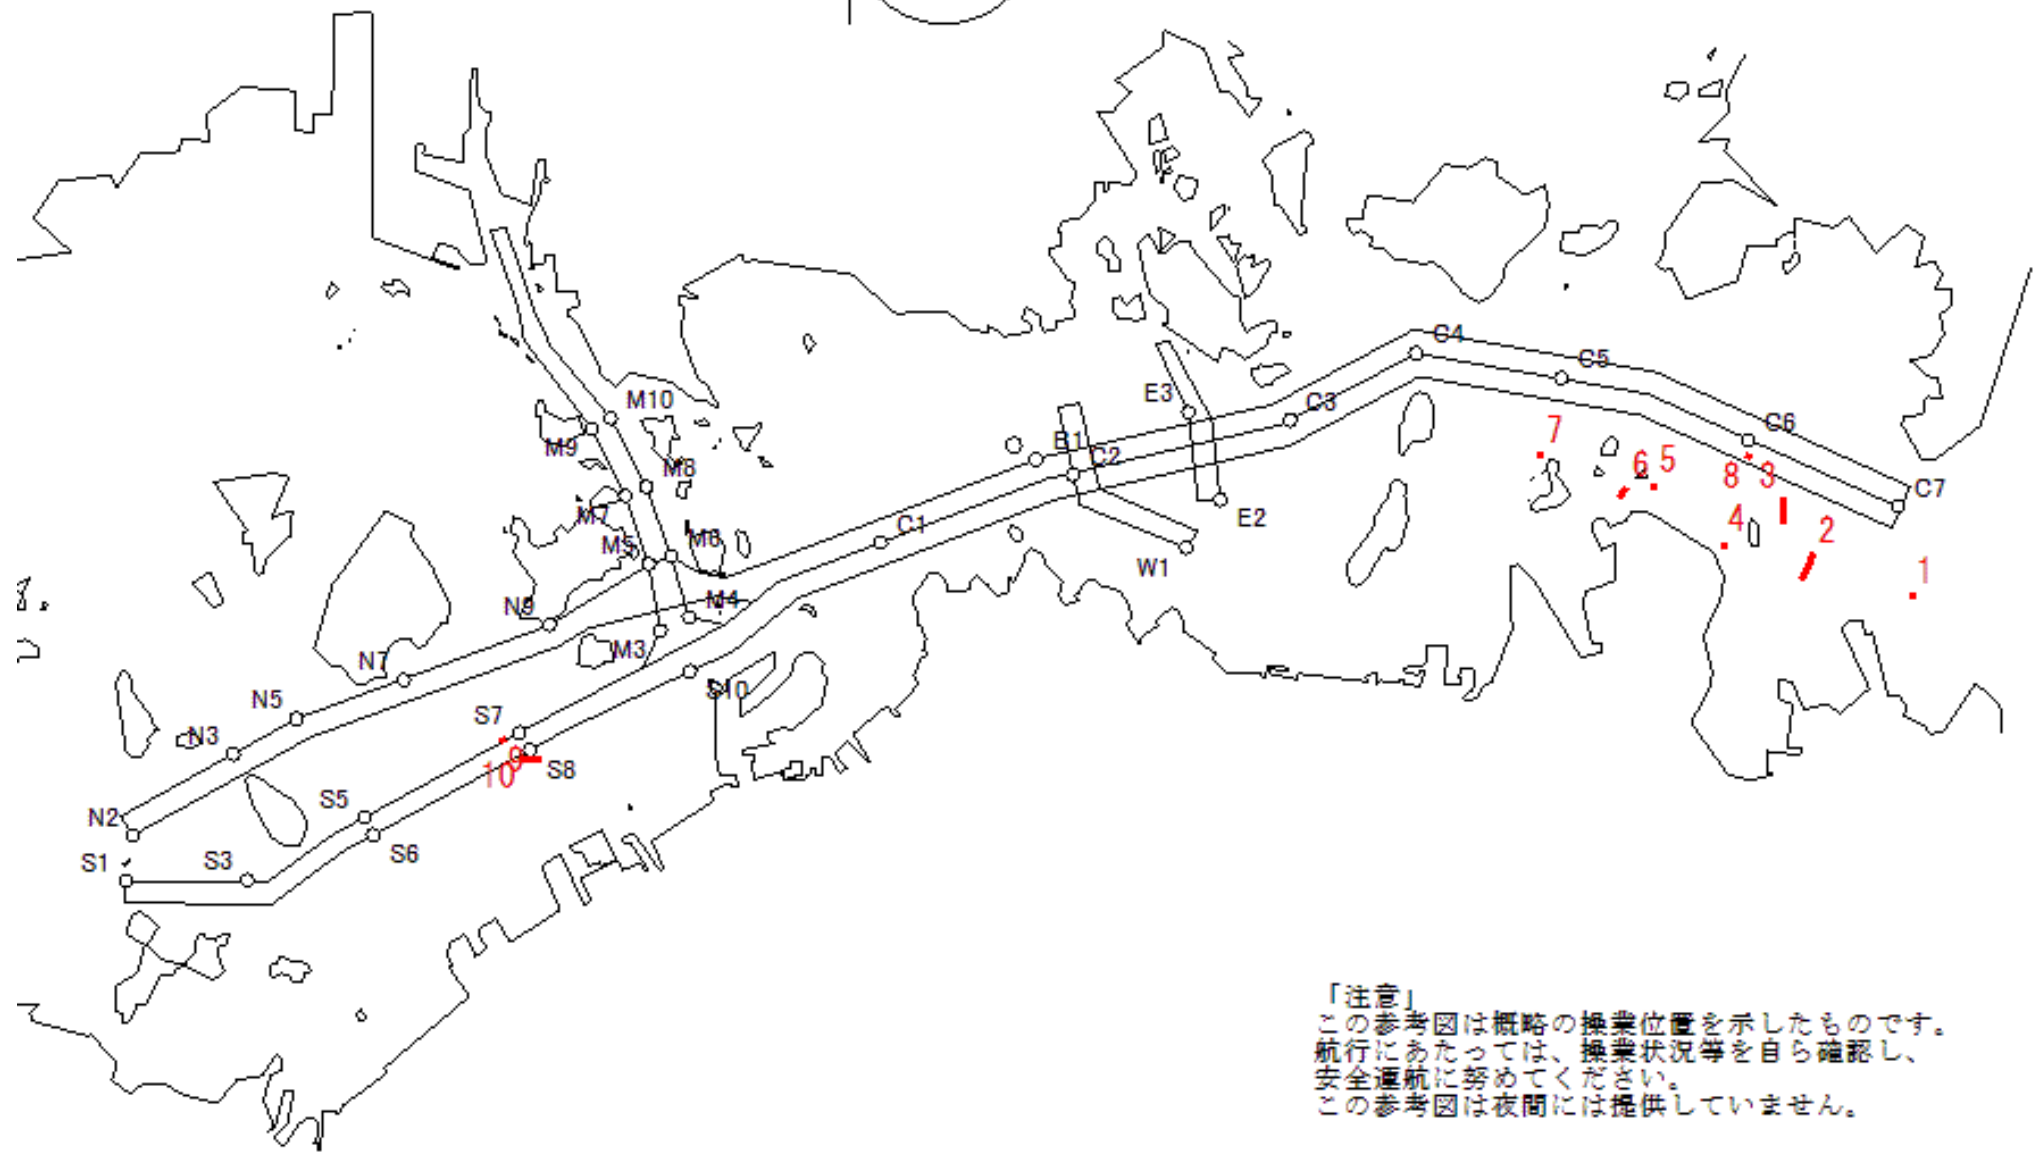 C4
C5
E3
M10
C3
C6
7
M9
B1
C2
M8
6
5
8
3
C7
M7
E2
C1
4
2
M5
M6
W1
1
N9
M4
M3
N7
S10
N5
S7
N3
9
10
S8
S5
N2
S6
S1
S3
「注意」
この参考図は概略の操業位置を示したものです。
航行にあたっては、操業状況等を自ら確認し、
安全運航に努めてください。
この参考図は夜間には提供していません。